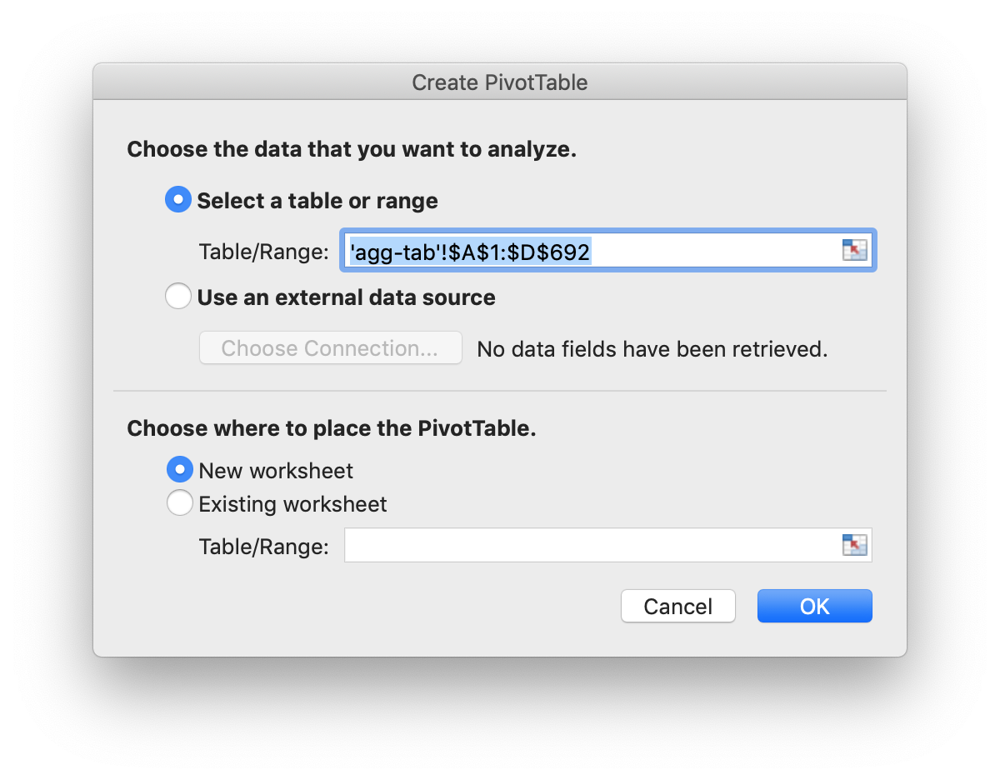 Create PivotTable
Choose the data that you want to analyze.
Select a table or range
Table/Range: 'agg-tab'!$A$1:$D$692
Use an external data source
Choose Connection... No data fields have been retrieved.
Choose where to place the PivotTable.
New worksheet
Existing worksheet
Table/Range:
Cancel OK